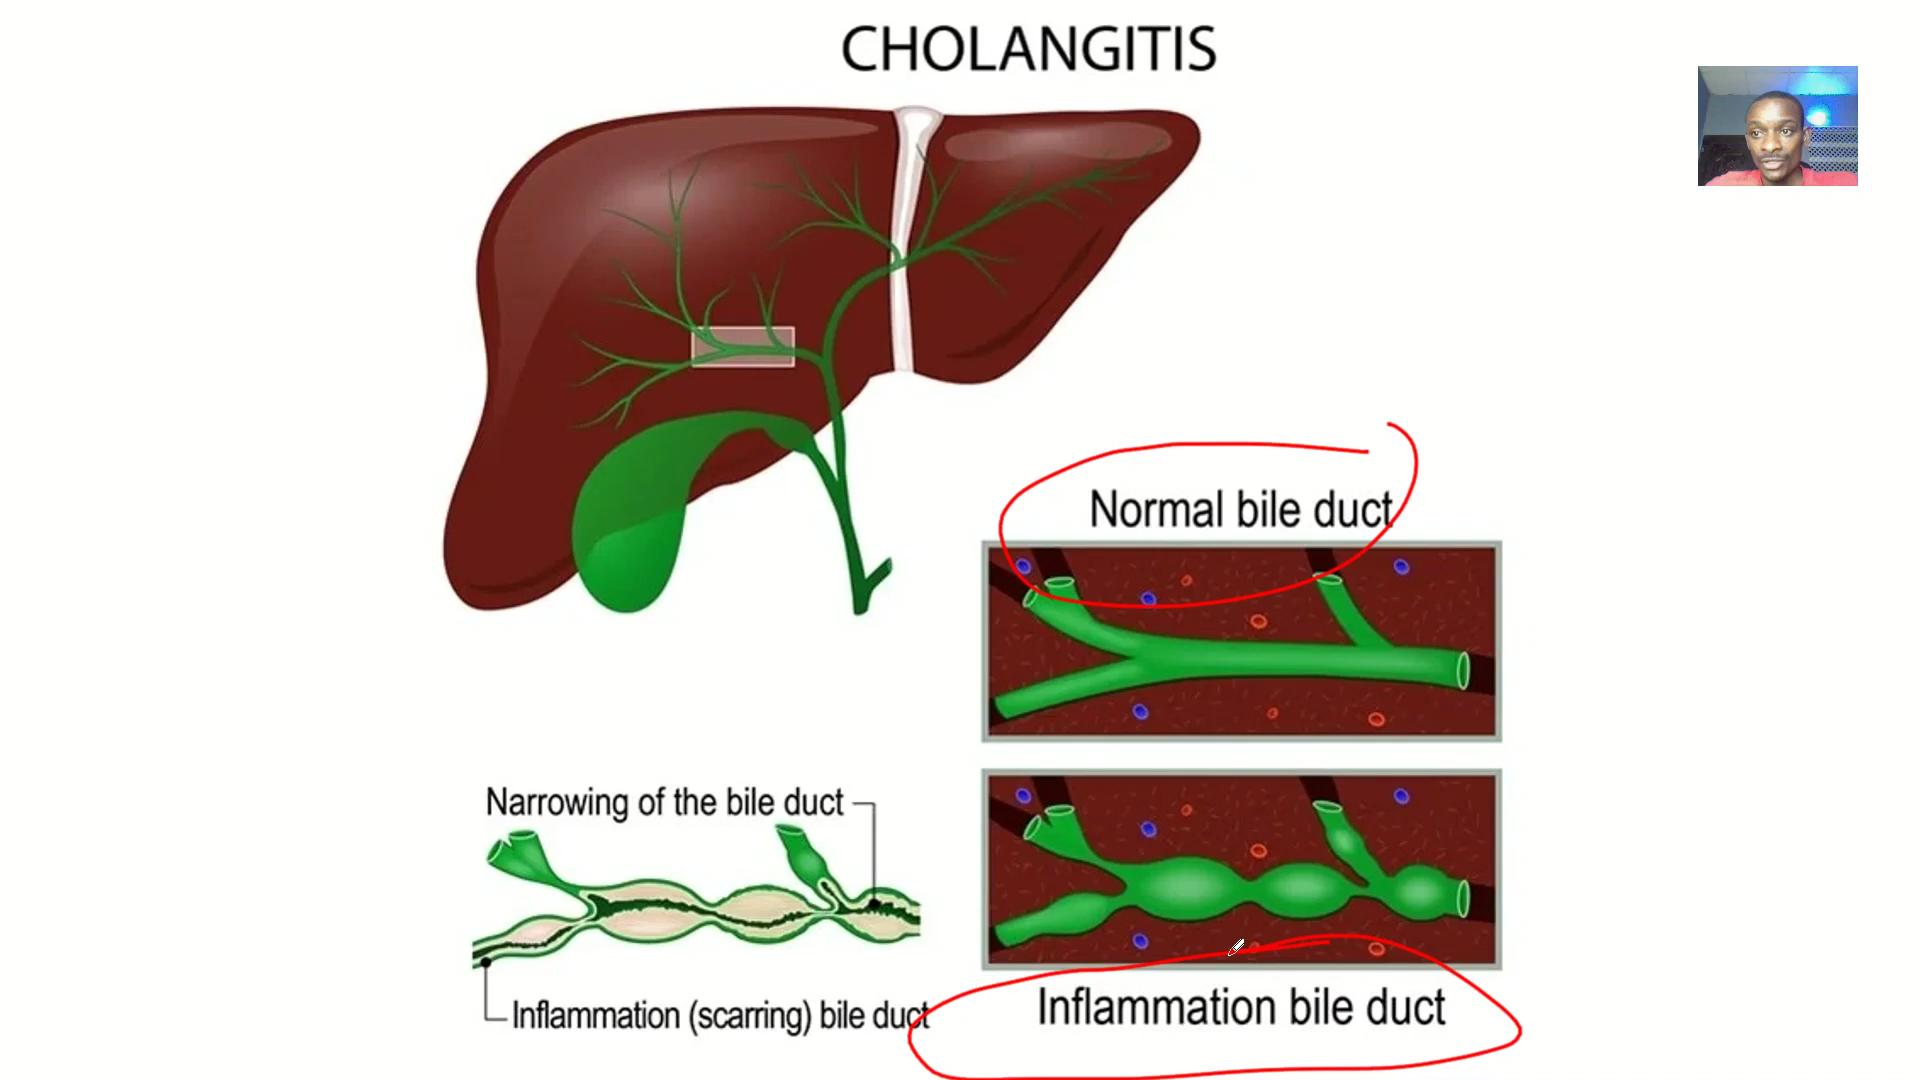 CHOLANGITIS
Normal bile duct
Narrowing of the bile duct
Inflammation (scarring) bile duct
Inflammation bile duct